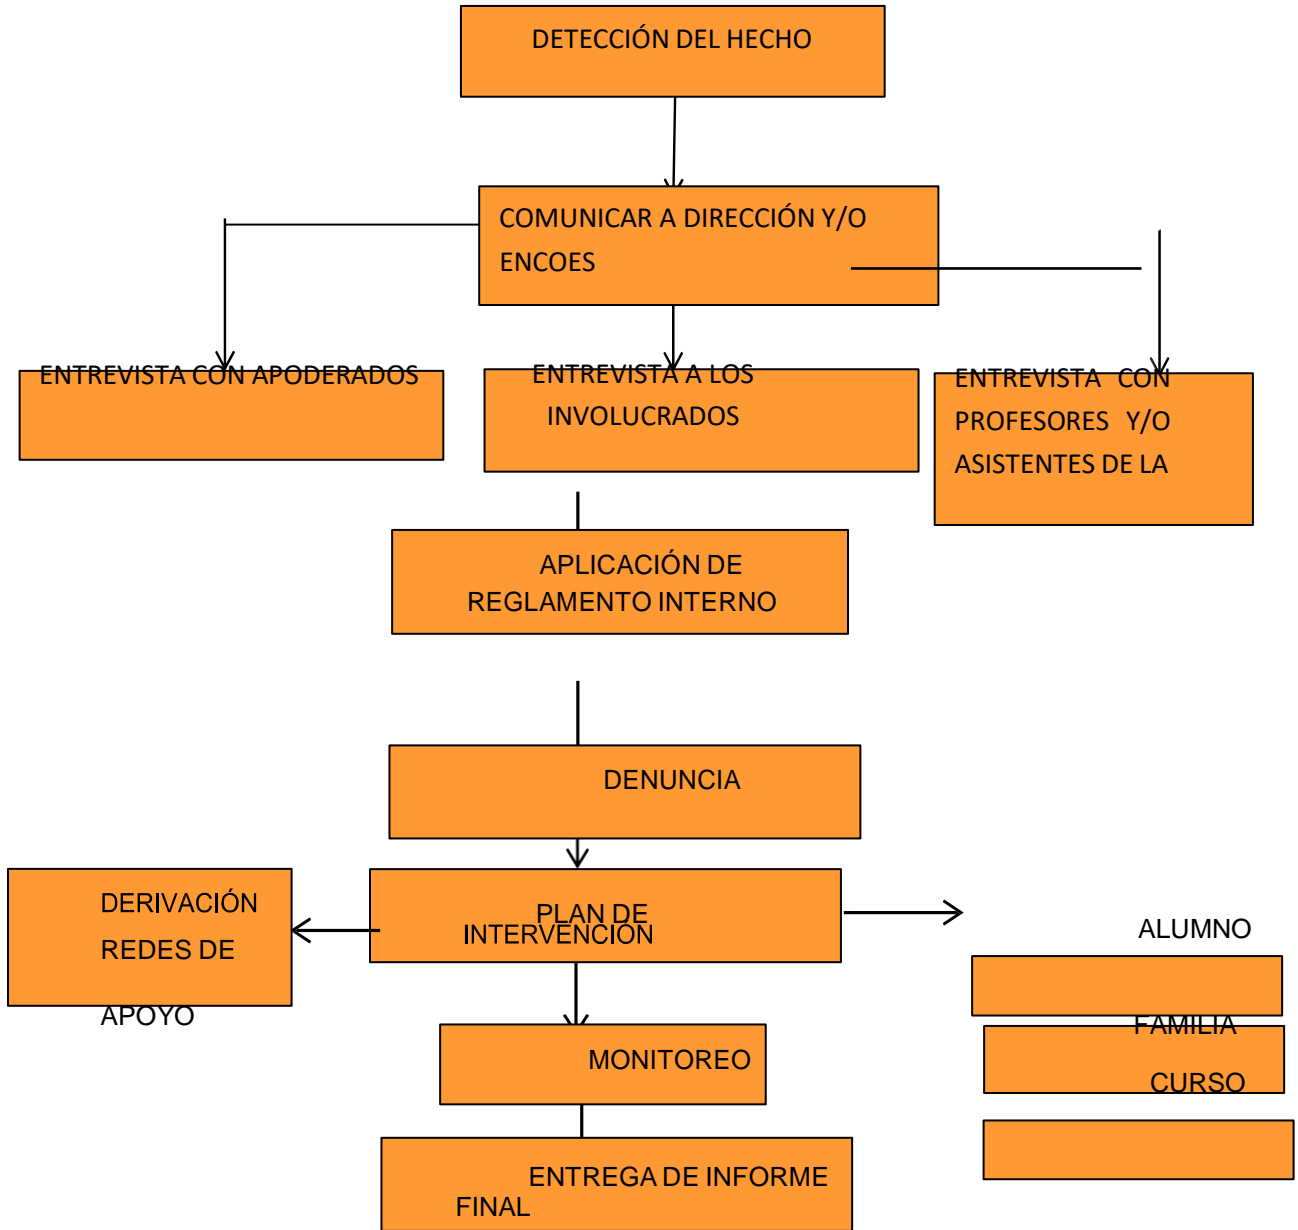 DETECCIÓN DEL HECHO
COMUNICAR A DIRECCIÓN Y/O
ENCOES
ENTREVISTA CON APODERADOS
ENTREVISTA A LOS
INVOLUCRADOS
ENTREVISTA CON
PROFESORES Y/O
ASISTENTES DE LA
APLICACIÓN DE
REGLAMENTO INTERNO
DENUNCIA
DERIVACIÓN
REDES DE
APOYO
PLAN DE
INTERVENCIÓN
ALUMNO
FAMILIA
CURSO
MONITOREO
ENTREGA DE INFORME
FINAL